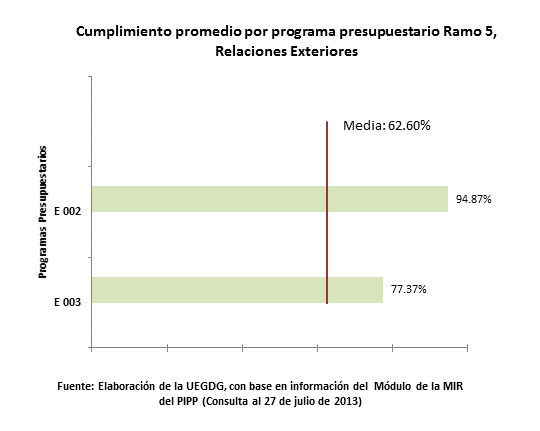 Cumplimiento promedio por programa presupuestario Ramo 5,
Relaciones Exteriores
Media: 62.60%
Programas Presupuestarios
E 002
94.87%
E 003
77.37%
Fuente: Elaboración de la UEGDG, con base en información del Módulo de la MIR
del PIPP (Consulta al 27 de julio de 2013)